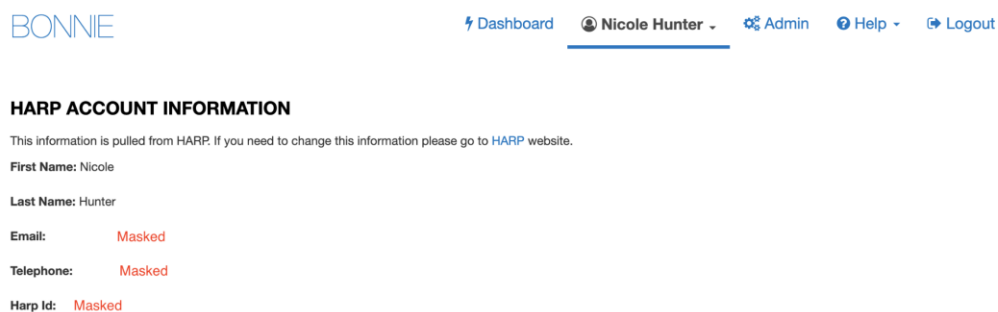 BONNIE
Dashboard Nicole Hunter Admin Help Logout
HARP ACCOUNT INFORMATION
This information is pulled from HARP. If you need to change this information please go to HARP website.
First Name: Nicole
Last Name: Hunter
Email: Masked
Telephone: Masked
Harp Id: Masked